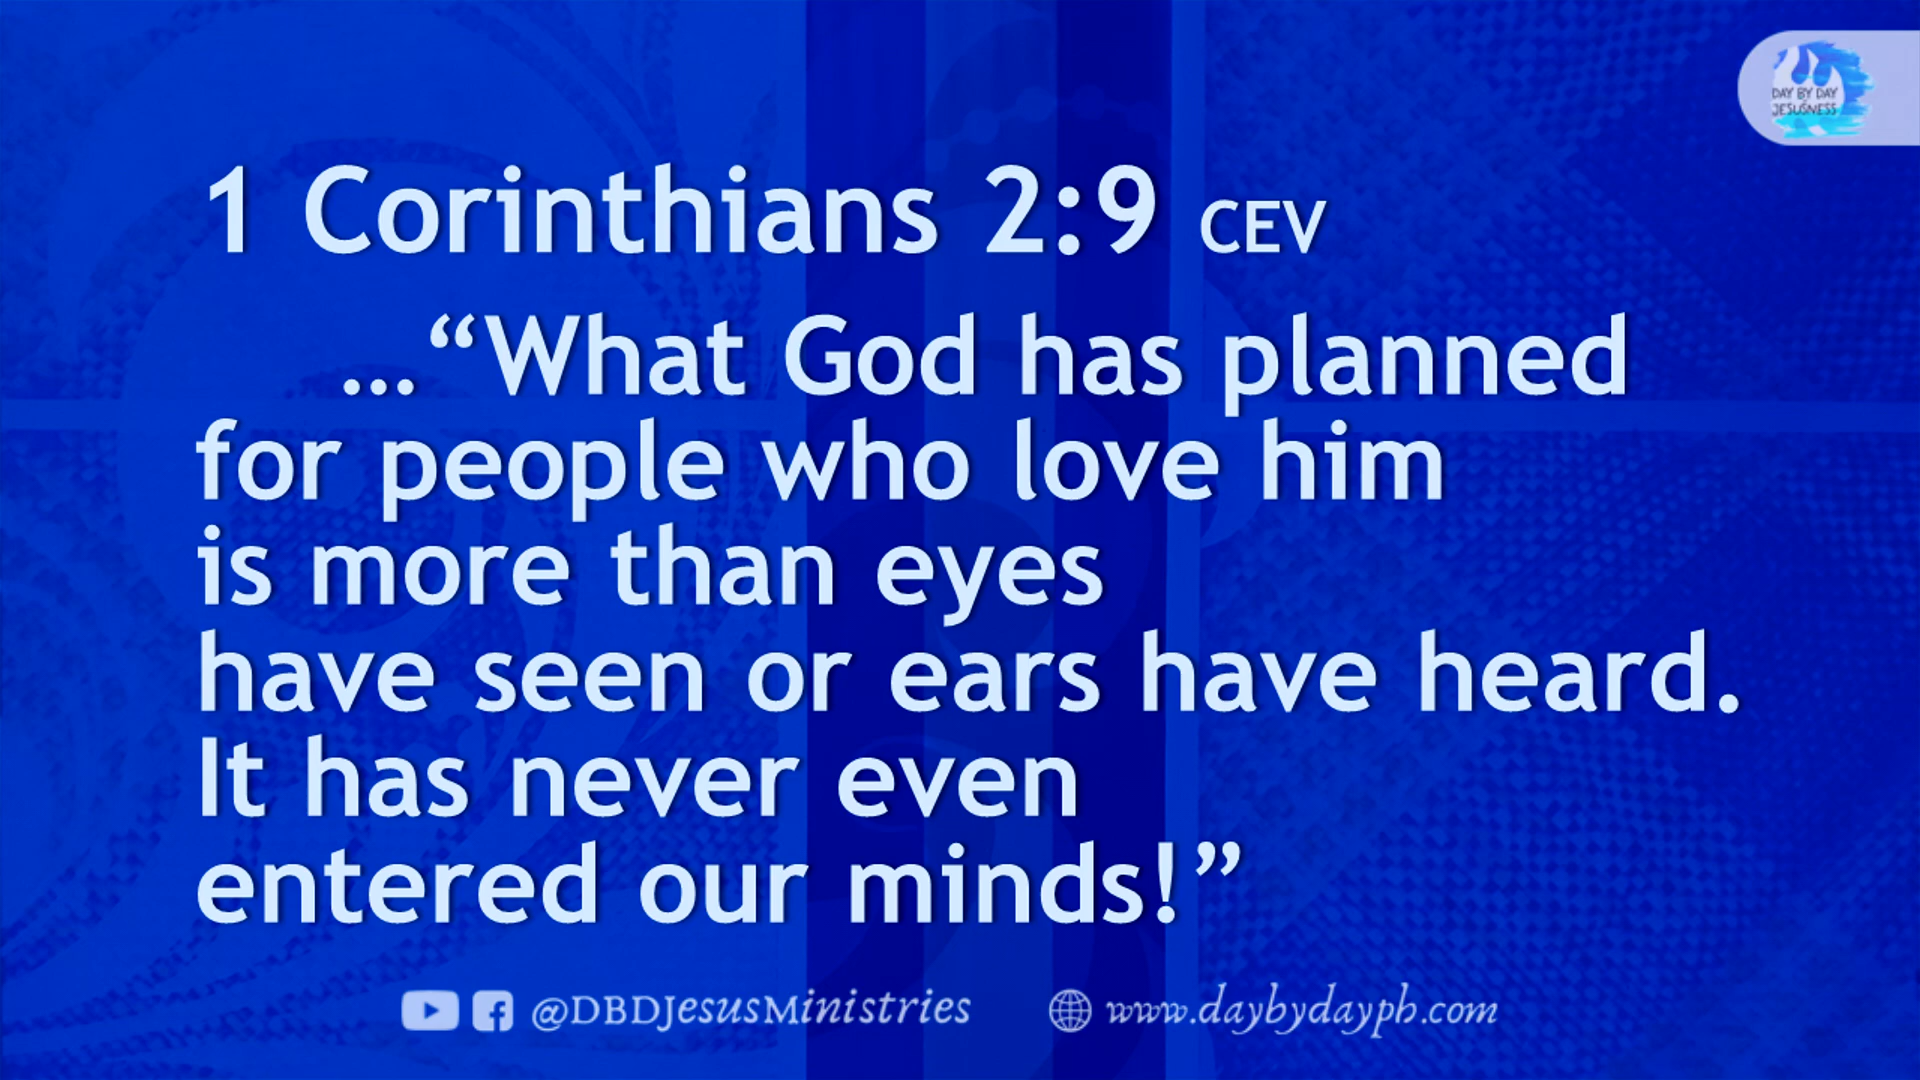 DAY BY DAY
JESUSNESS
1 Corinthians 2:9 CEV
…“What God has planned
for people who love him
is more than eyes
have seen or ears have heard.
It has never even
entered our minds!”
@DBDJesusMinistries www.daybydayph.com